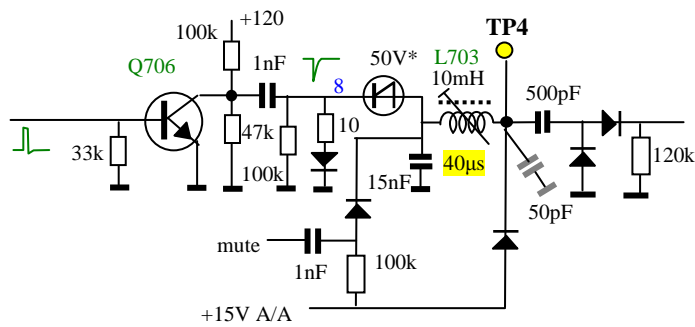 TP4
+120
100k
Q706
1nF
50V*
L703
10mH
8
500pF
33k
47k
100k
10
15nF
40µs
50pF
120k
mute
1nF
100k
+15V A/A